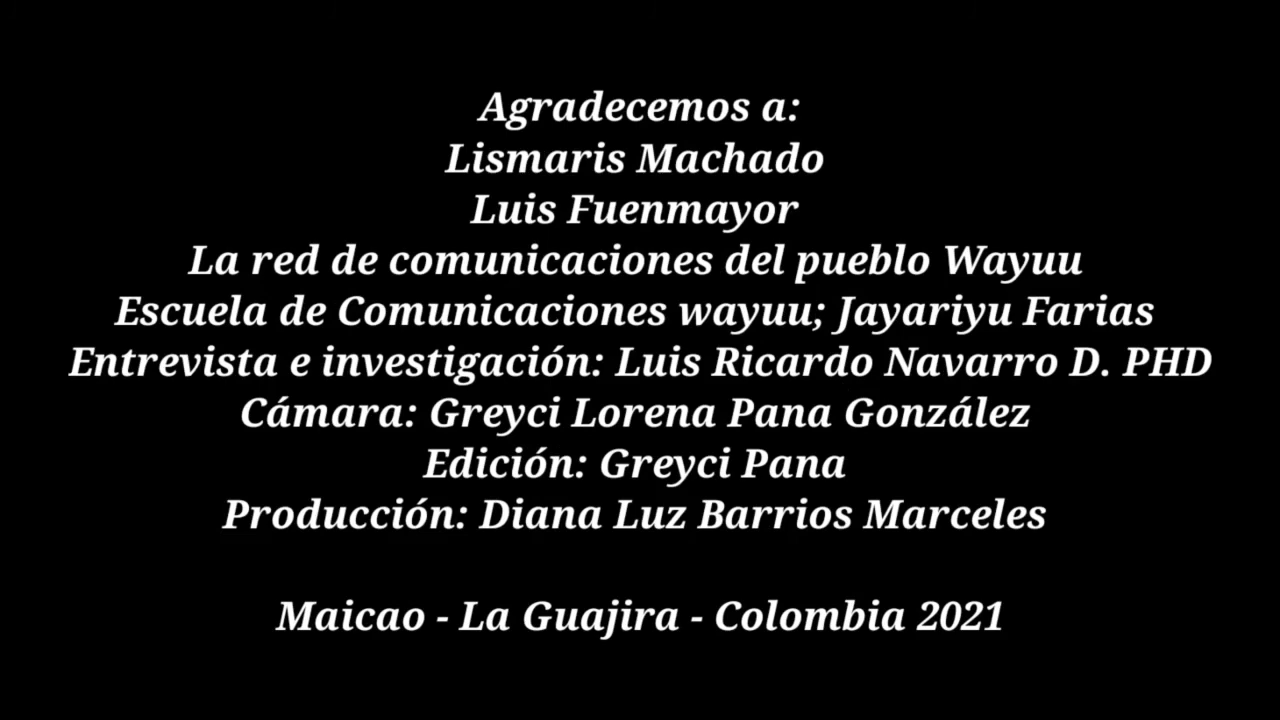 Agradecemos a:
Lismaris Machado
Luis Fuenmayor
La red de comunicaciones del pueblo Wayuu
Escuela de Comunicaciones wayuu; Jayariyu Farias
Entrevista e investigación: Luis Ricardo Navarro D. PHD
Cámara: Greyci Lorena Pana González
Edición: Greyci Pana
Producción: Diana Luz Barrios Marceles
Maicao - La Guajira - Colombia 2021